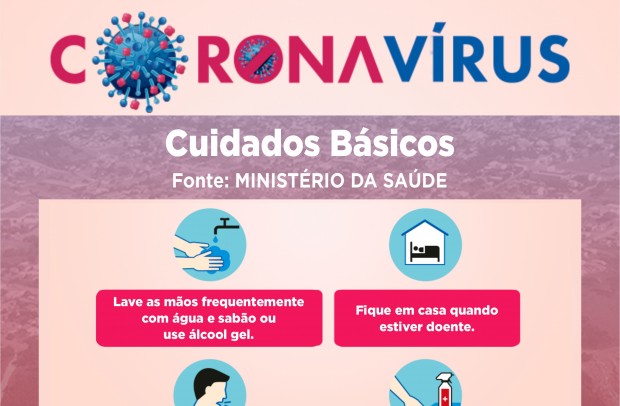 CORONAVÍRUS
Cuidados Básicos
Fonte: MINISTÉRIO DA SAÚDE
Lave as mãos frequentemente
com água e sabão ou
use álcool gel.
Fique em casa quando
estiver doente.